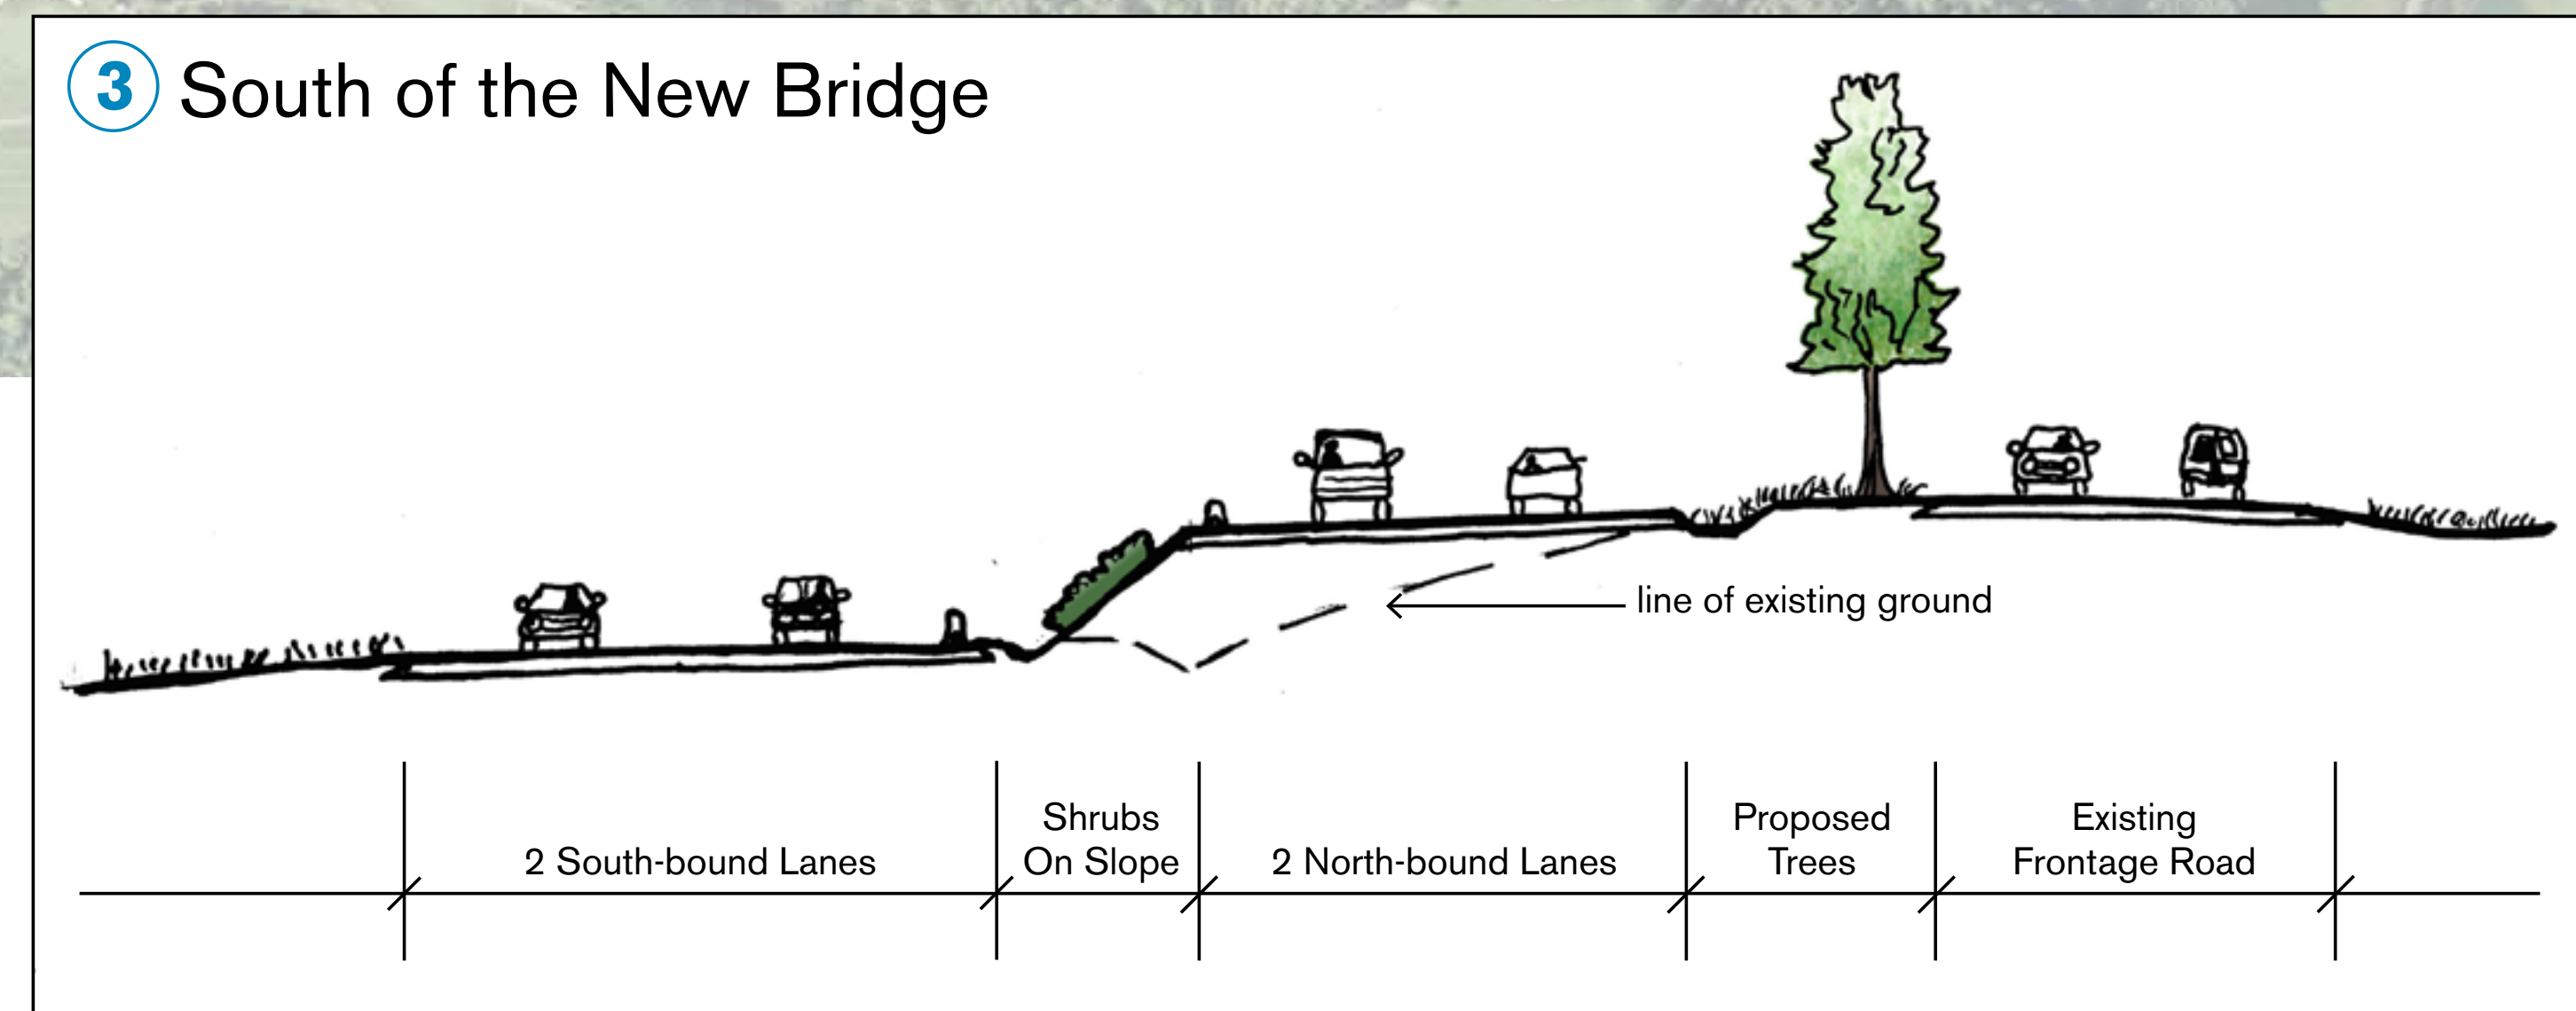 3 South of the New Bridge
line of existing ground
2 South-bound Lanes
Shrubs
On Slope
2 North-bound Lanes
Proposed
Trees
Existing
Frontage Road